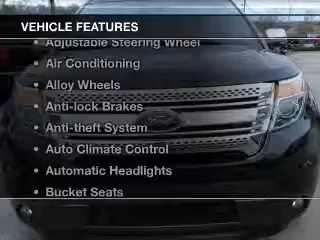 VEHICLE FEATURES
• Adjustable Steering Wheel
• Air Conditioning
• Alloy Wheels
• Anti-lock Brakes
• Anti-theft System
• Auto Climate Control
• Automatic Headlights
• Bucket Seats
Ford